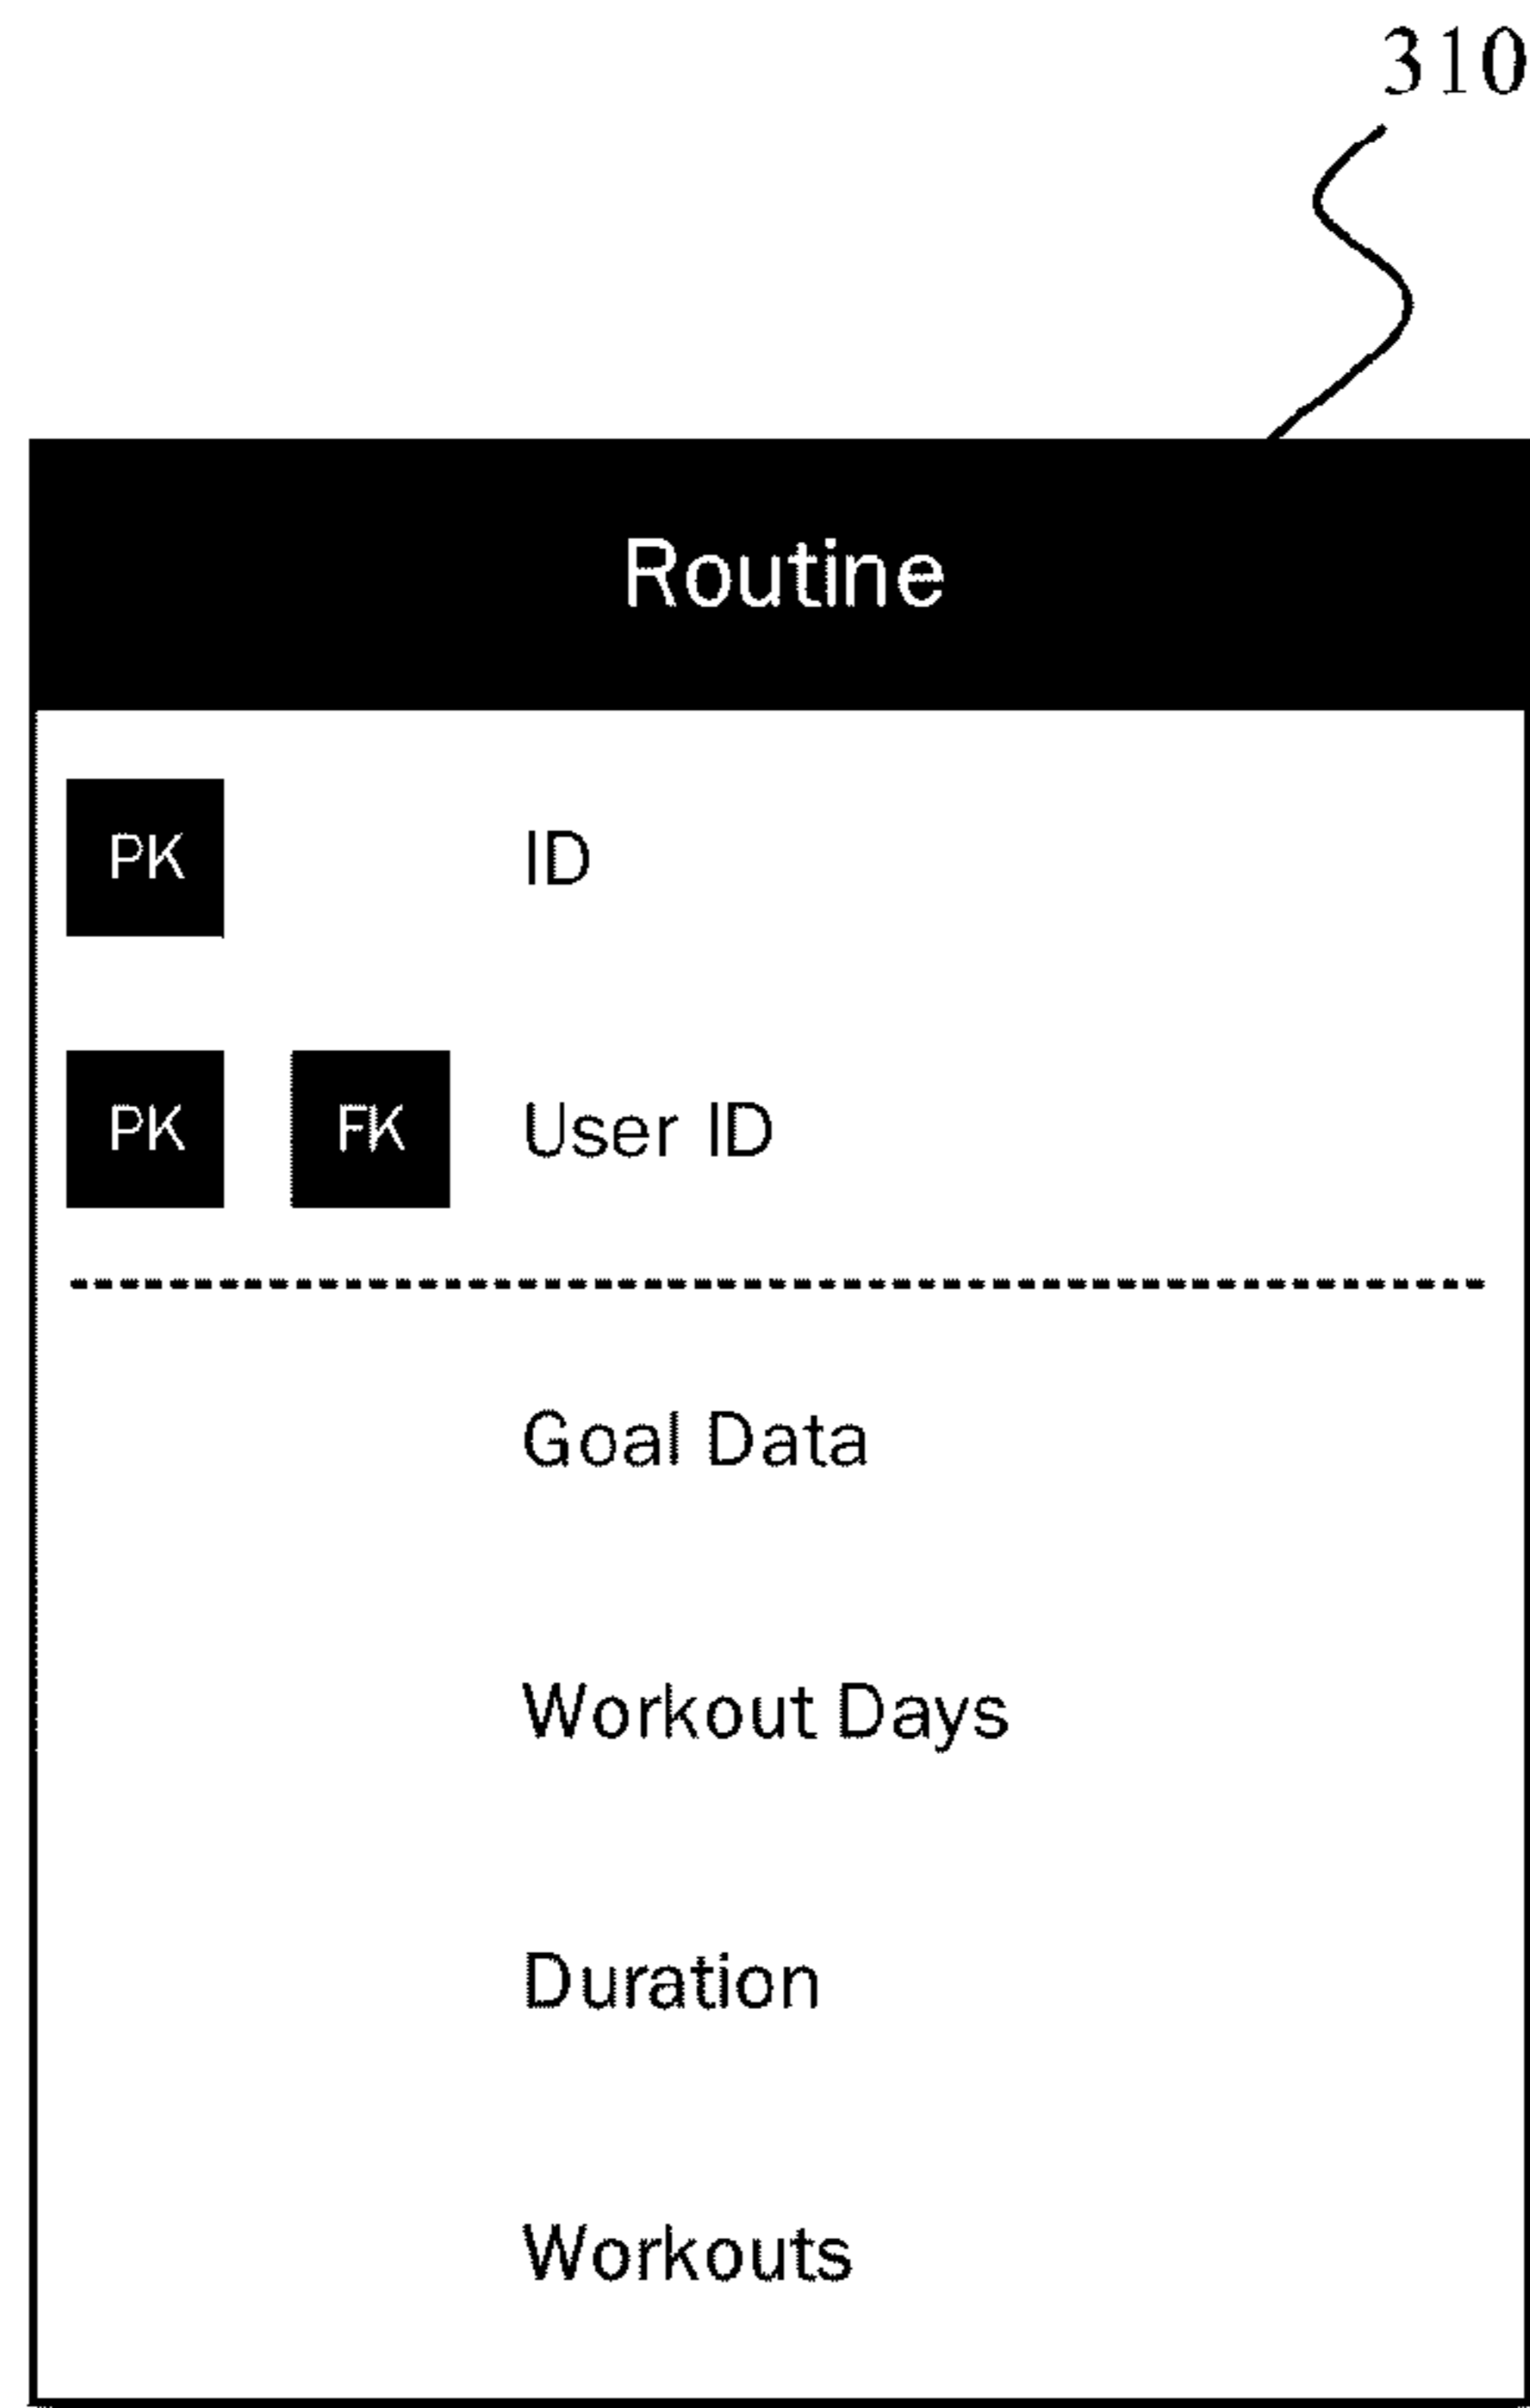 310
Routine
PK ID
PK FK User ID
Goal Data
Workout Days
Duration
Workouts